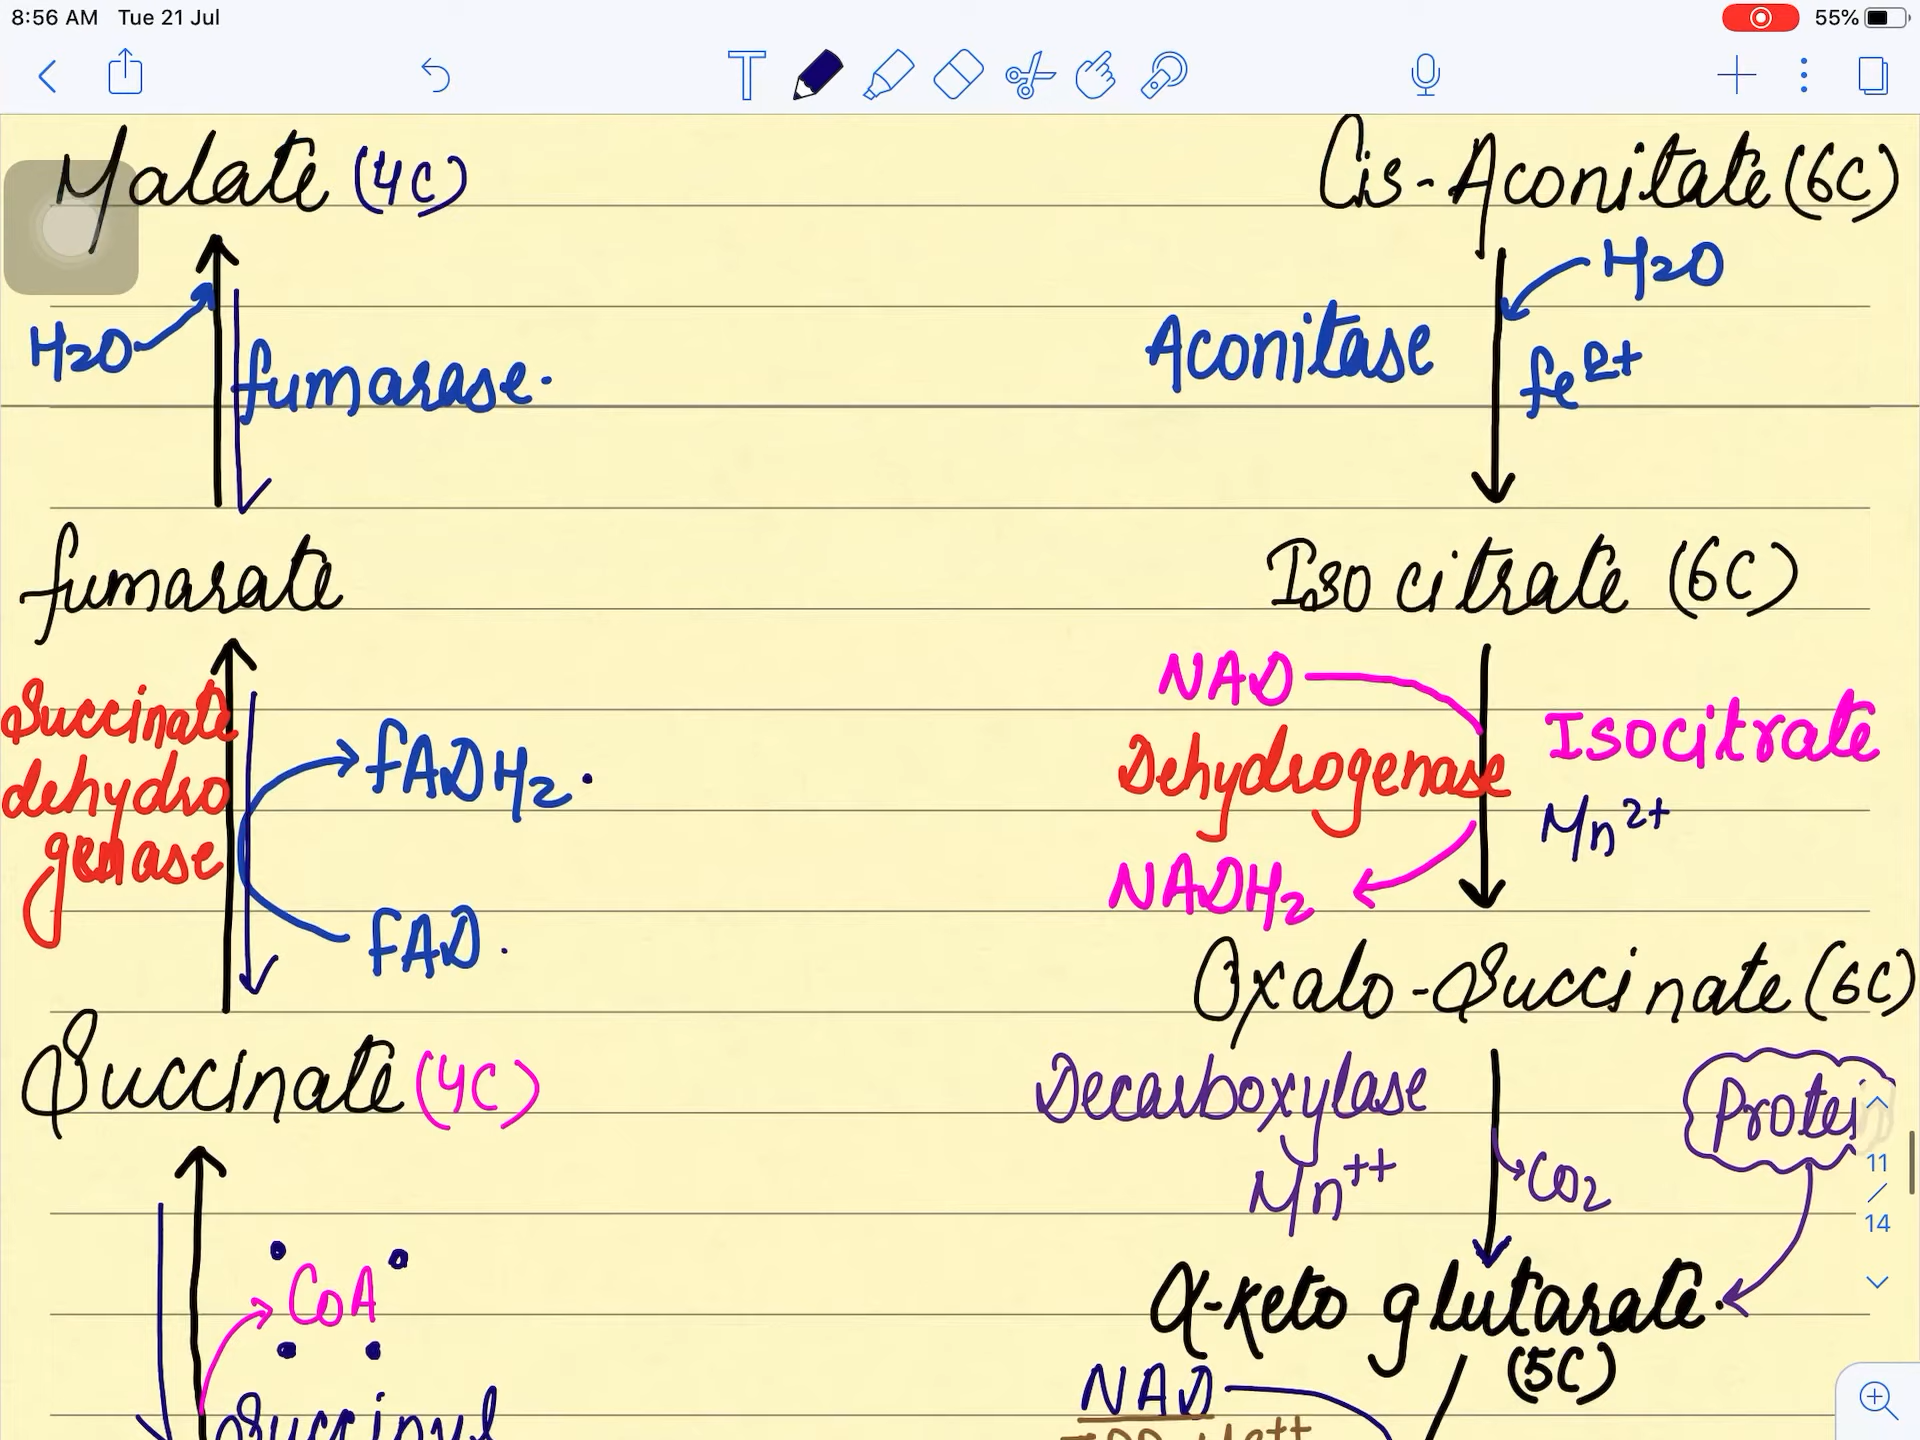 8:56 AM Tue 21 Jul
55%
T
Malate (4C)
H2O
fumarase.
fumarate
Succinate
dehydro
genase
fADH2.
fAD.
Succinate (4C)
CoA
Succinyl
Cis-Aconitate (6C)
H2O
Aconitase
fe2+
Iso citrate (6C)
NAD
Isocitrate
Dehydrogenase
Mn2+
NADH2
Oxalo-Succinate (6C)
Decarboxylase
Mn++
CO2
Protein
11
/
14
α-keto glutarate.
(5C)
NAD